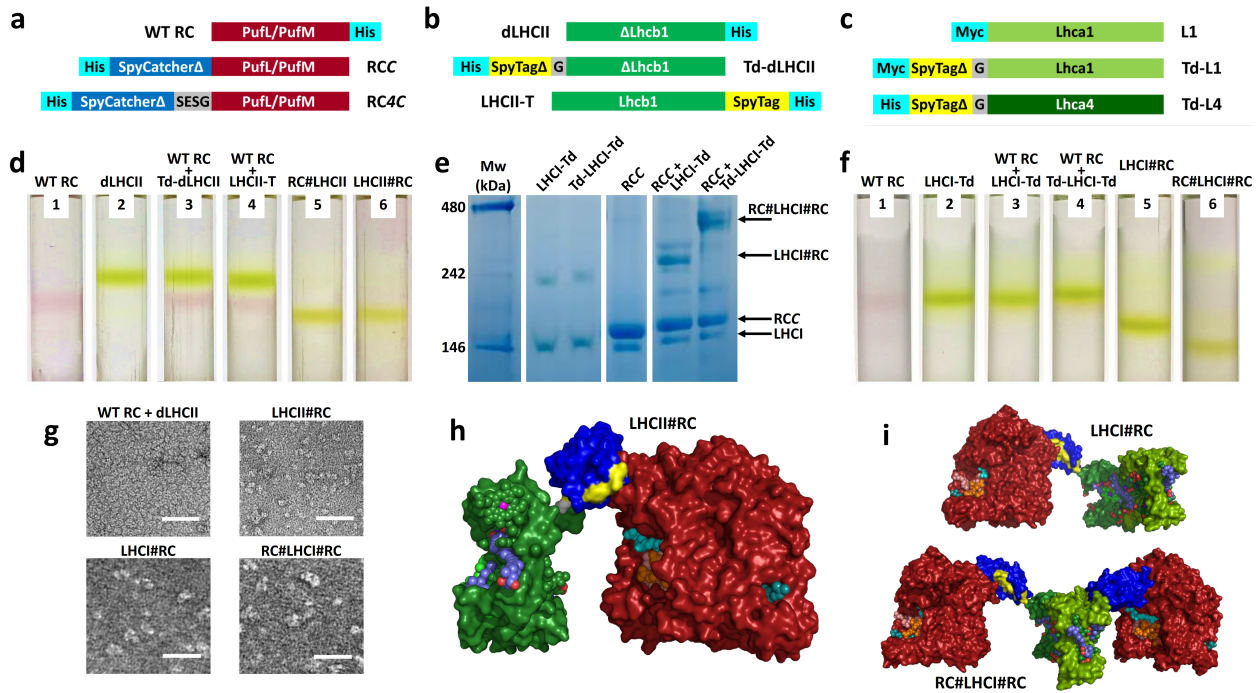 a
WT RC
PufL/PufM
His
His
SpyCatcherΔ
PufL/PufM
RCC
His
SpyCatcherΔ
SESG
PufL/PufM
RC4C
b
dLHCII
ΔLhcb1
His
His
SpyTagΔ
G
ΔLhcb1
Td-dLHCII
LHCII-T
Lhcb1
SpyTag
His
c
Myc
Lhca1
L1
Myc
SpyTagΔ
G
Lhca1
Td-L1
His
SpyTagΔ
G
Lhca4
Td-L4
d
WT RC
dLHCII
WT RC
+
Td-dLHCII
WT RC
+
LHCII-T
RC#LHCII
LHCII#RC
1
2
3
4
5
6
e
Mw
(kDa)
LHCI-Td
Td-LHCI-Td
RCC
RCC +
LHCI-Td
RCC +
Td-LHCI-Td
480
242
146
RC#LHCI#RC
LHCI#RC
RCC
LHCI
f
WT RC
LHCI-Td
WT RC
+
LHCI-Td
WT RC
+
Td-LHCI-Td
LHCI#RC
RC#LHCI#RC
1
2
3
4
5
6
g
WT RC + dLHCII
LHCII#RC
LHCI#RC
RC#LHCI#RC
h
LHCII#RC
i
LHCI#RC
RC#LHCI#RC